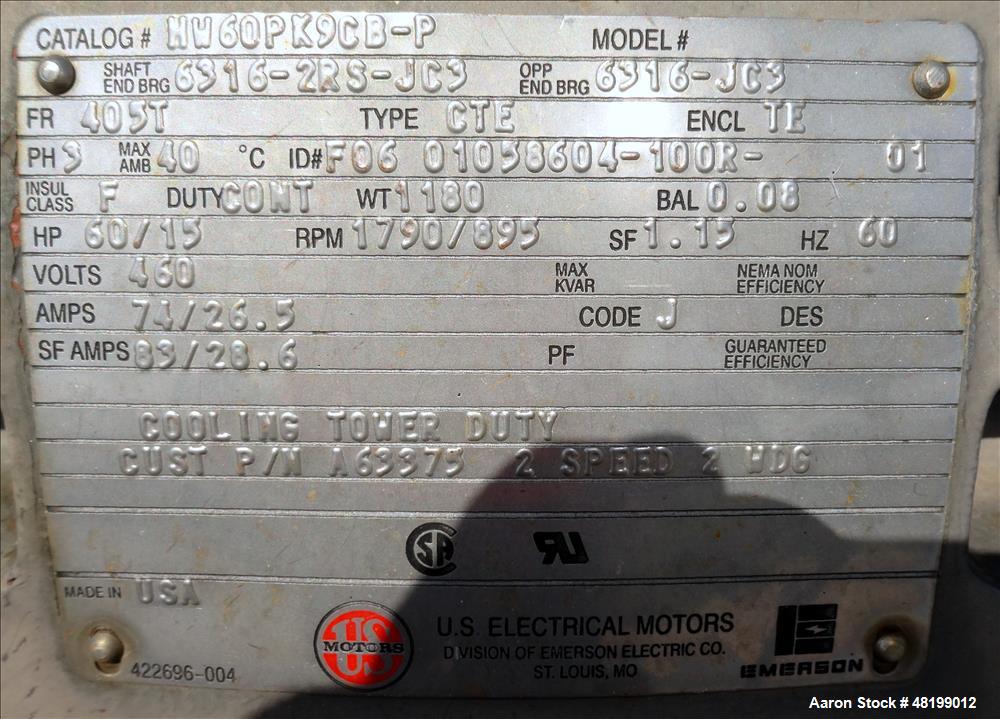 CATALOG # HW60PK9CB-P MODEL #
SHAFT END BRG 6316-2RS-JC3 OPP END BRG 6316-JC3
FR 405T TYPE CTE ENCL TE
PH 3 MAX AMB 40 °C ID# F06 01058604-100R- 01
INSUL CLASS F DUTY CONT WT 1180 BAL 0.08
HP 60/15 RPM 1790/895 SF 1.15 HZ 60
VOLTS 460 MAX KVAR NEMA NOM EFFICIENCY
AMPS 74/26.5 CODE J DES
SF AMPS 83/28.6 PF GUARANTEED EFFICIENCY
COOLING TOWER DUTY
CUST P/N A63375 2 SPEED 2 WDG
SA
RU
MADE IN USA
US MOTORS
U.S. ELECTRICAL MOTORS
DIVISION OF EMERSON ELECTRIC CO.
ST. LOUIS, MO
EMERSON
422696-004
Aaron Stock # 48199012